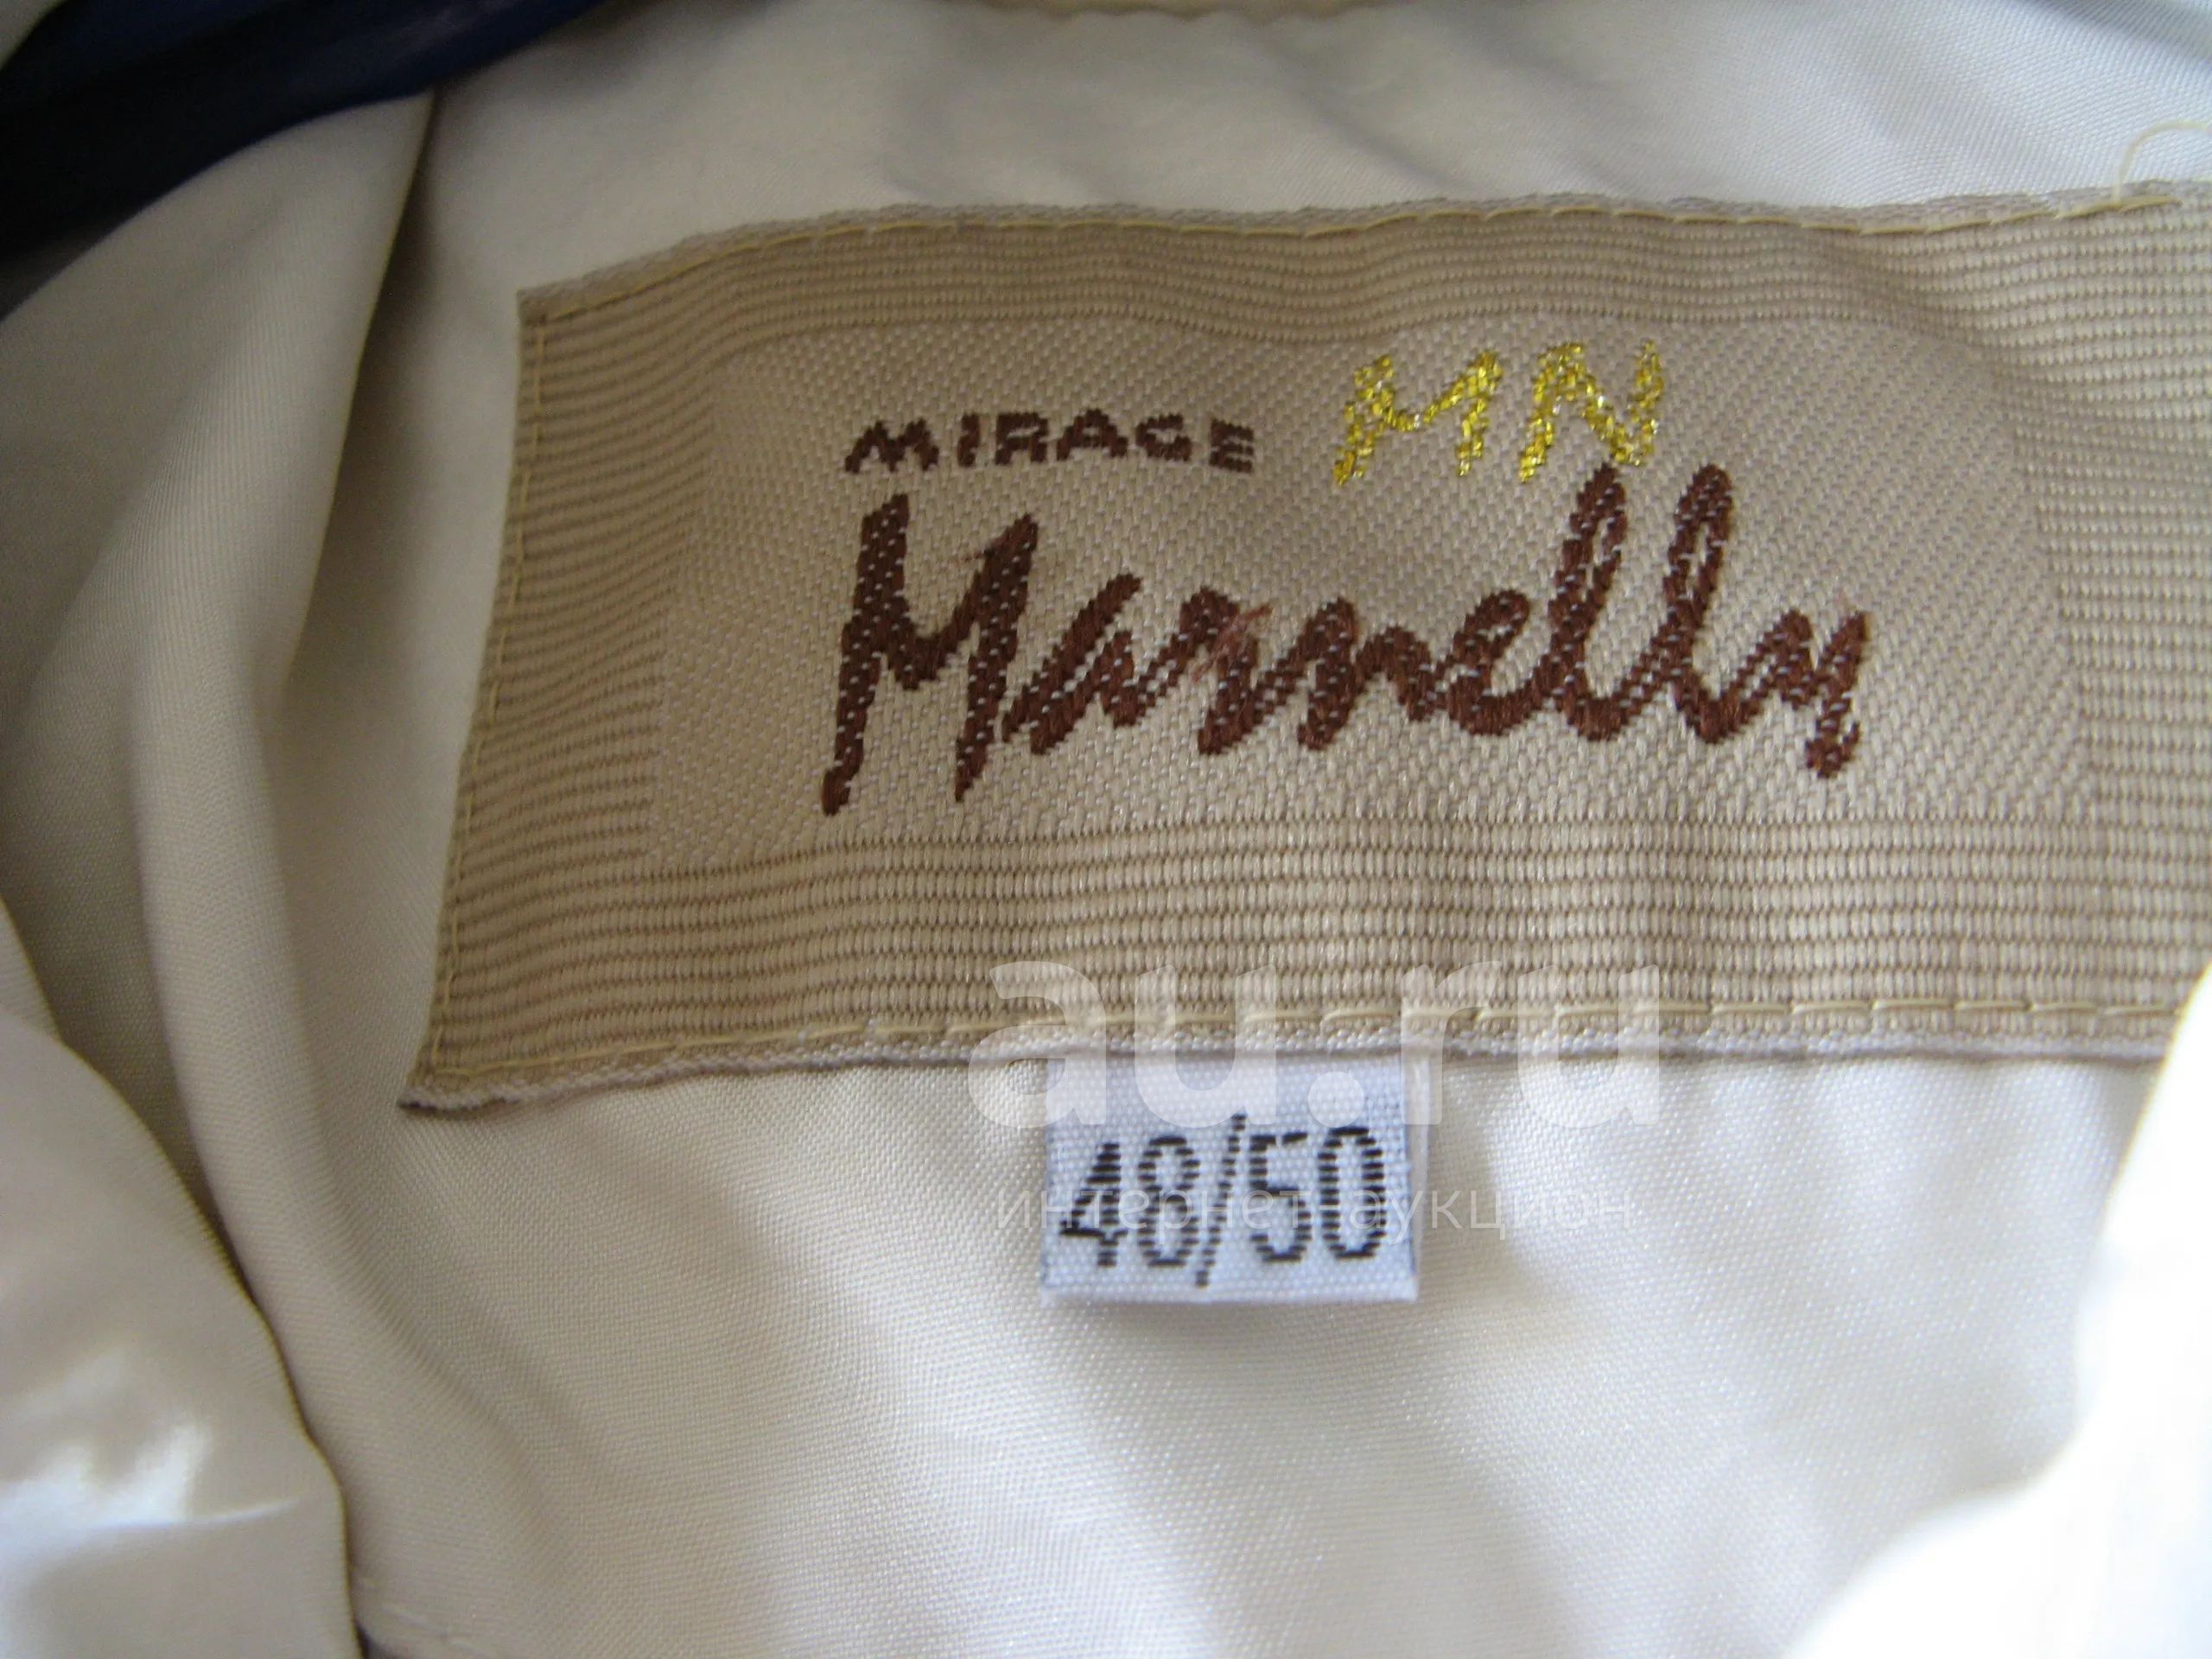 MIRAGE MN
Marnelly
au.ru
48/50
интернет-аукцион